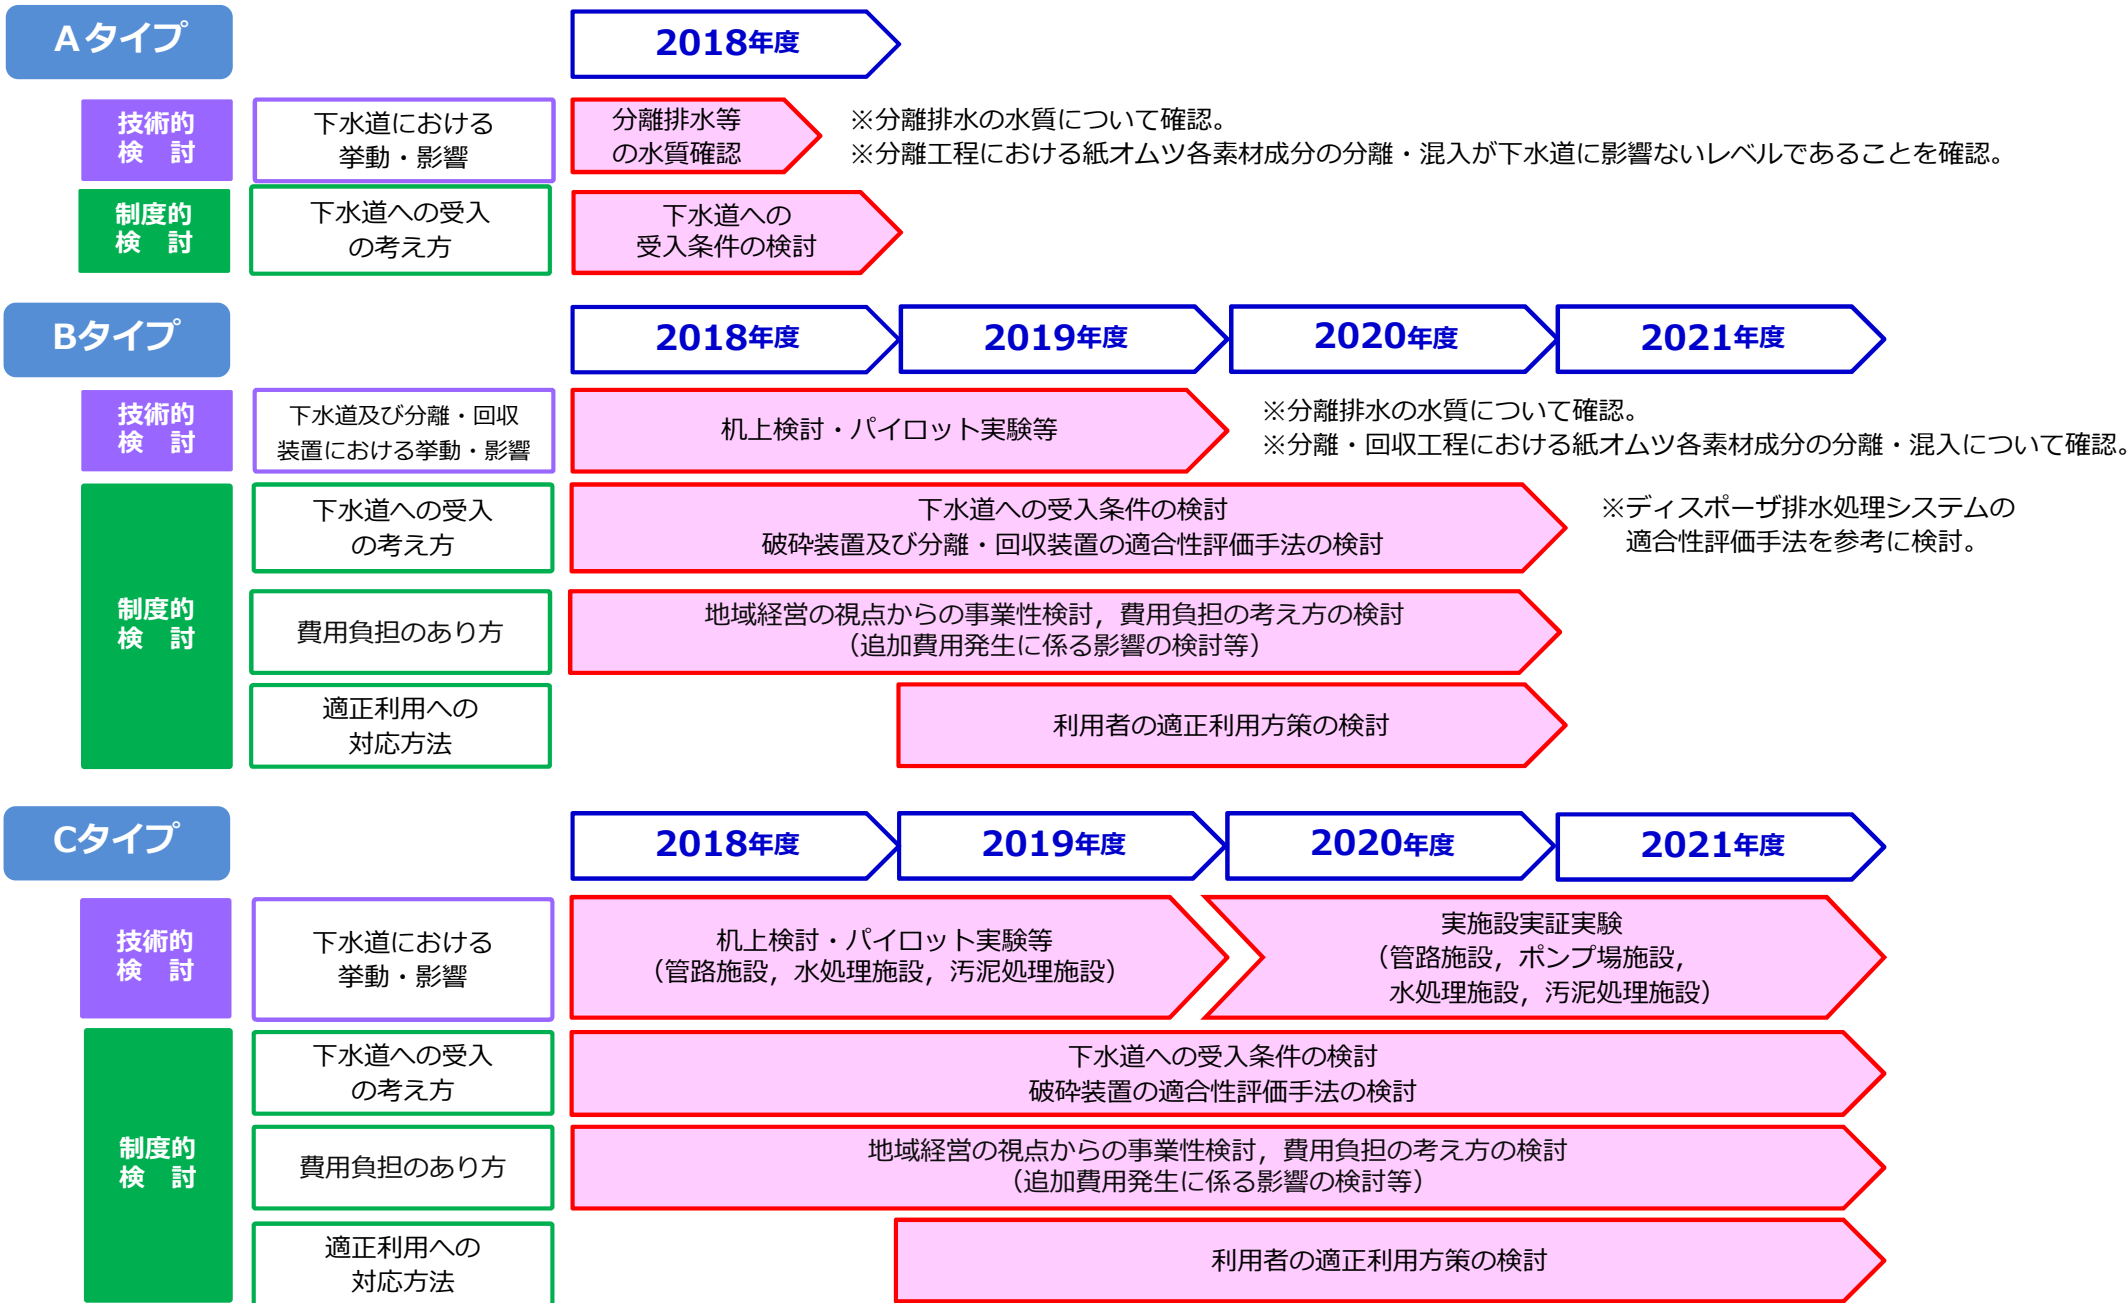 Aタイプ
2018年度
技術的
検　討
下水道における
挙動・影響
分離排水等
の水質確認
※分離排水の水質について確認。
※分離工程における紙オムツ各素材成分の分離・混入が下水道に影響ないレベルであることを確認。
制度的
検　討
下水道への受入
の考え方
下水道への
受入条件の検討
Bタイプ
2018年度
2019年度
2020年度
2021年度
技術的
検　討
下水道及び分離・回収
装置における挙動・影響
机上検討・パイロット実験等
※分離排水の水質について確認。
※分離・回収工程における紙オムツ各素材成分の分離・混入について確認。
制度的
検　討
下水道への受入
の考え方
下水道への受入条件の検討
破砕装置及び分離・回収装置の適合性評価手法の検討
※ディスポーザ排水処理システムの
適合性評価手法を参考に検討。
費用負担のあり方
地域経営の視点からの事業性検討，費用負担の考え方の検討
（追加費用発生に係る影響の検討等）
適正利用への
対応方法
利用者の適正利用方策の検討
Cタイプ
2018年度
2019年度
2020年度
2021年度
技術的
検　討
下水道における
挙動・影響
机上検討・パイロット実験等
（管路施設，水処理施設，汚泥処理施設）
実施設実証実験
（管路施設，ポンプ場施設，
水処理施設，汚泥処理施設）
制度的
検　討
下水道への受入
の考え方
下水道への受入条件の検討
破砕装置の適合性評価手法の検討
費用負担のあり方
地域経営の視点からの事業性検討，費用負担の考え方の検討
（追加費用発生に係る影響の検討等）
適正利用への
対応方法
利用者の適正利用方策の検討